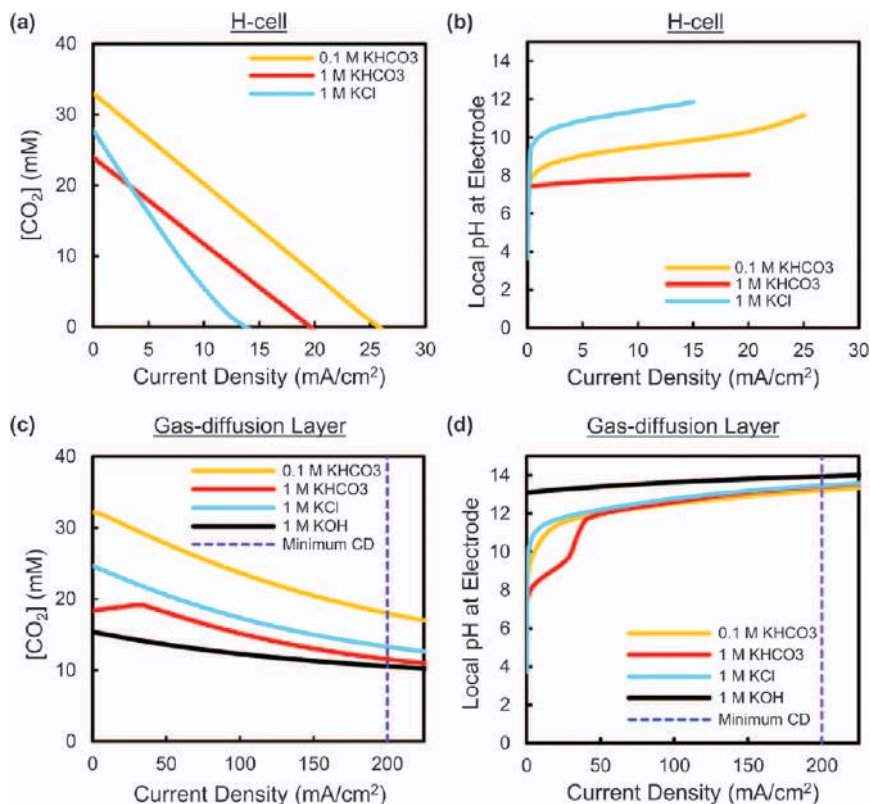 (a)
H-cell
40
30
20
10
0
[CO₂] (mM)
0.1 M KHCO3
1 M KHCO3
1 M KCl
0 5 10 15 20 25 30
Current Density (mA/cm²)
(b)
H-cell
14
12
10
8
6
4
2
0
Local pH at Electrode
0.1 M KHCO3
1 M KHCO3
1 M KCl
0 5 10 15 20 25 30
Current Density (mA/cm²)
(c)
Gas-diffusion Layer
40
30
20
10
0
[CO₂] (mM)
0.1 M KHCO3
1 M KHCO3
1 M KCl
1 M KOH
Minimum CD
0 50 100 150 200
Current Density (mA/cm²)
(d)
Gas-diffusion Layer
14
12
10
8
6
4
2
0
Local pH at Electrode
0.1 M KHCO3
1 M KHCO3
1 M KCl
1 M KOH
Minimum CD
0 50 100 150 200
Current Density (mA/cm²)